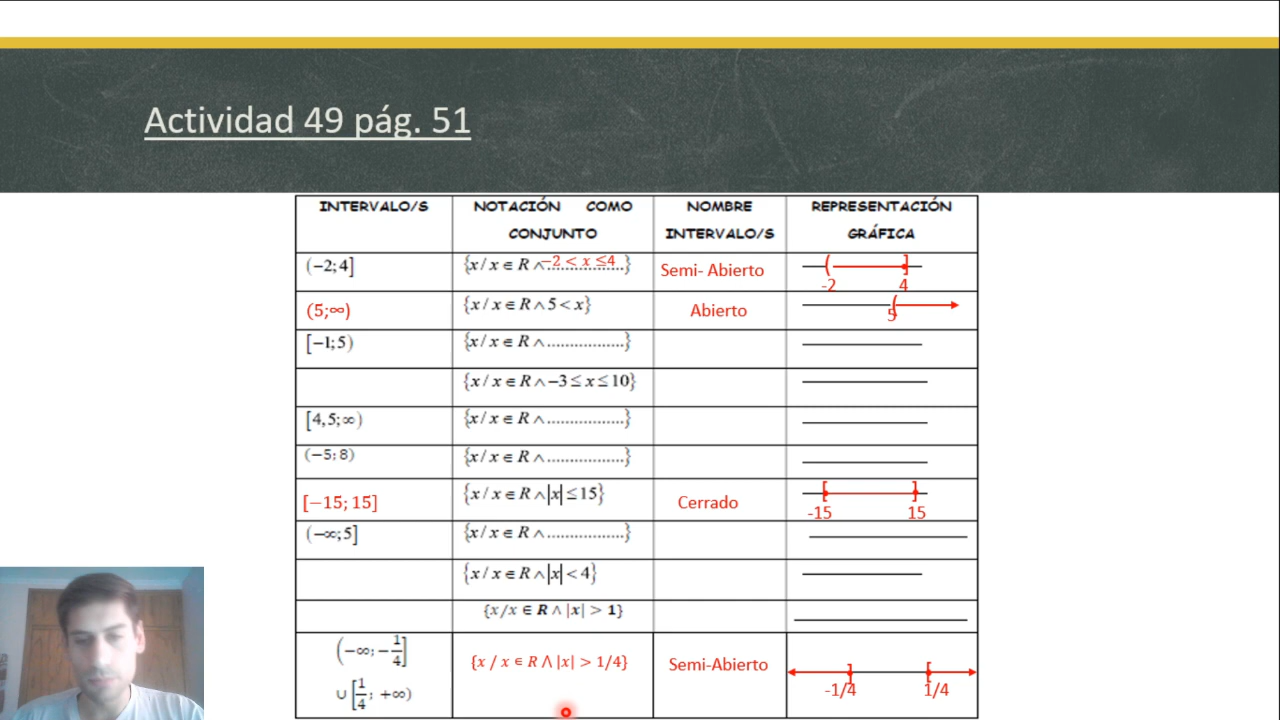 Actividad 49 pág. 51
INTERVALO/S NOTACIÓN COMO CONJUNTO NOMBRE INTERVALO/S REPRESENTACIÓN GRÁFICA
(−2;4] {x/x∈R∧−2 < x ≤4..............} Semi- Abierto -2 4
(5;∞) {x/x∈R∧5<x} Abierto 5
[−1;5) {x/x∈R∧..................}
{x/x∈R∧−3≤x≤10}
[4,5;∞) {x/x∈R∧..................}
(−5;8) {x/x∈R∧..................}
[−15; 15] {x/x∈R∧|x|≤15} Cerrado -15 15
(−∞;5] {x/x∈R∧..................}
{x/x∈R∧|x|<4}
{x/x ∈ R ∧ |x| > 1}
(−∞;−1/4] {x / x ∈ R ⋀ |x| > 1/4} Semi-Abierto -1/4 1/4
∪[1/4; +∞)